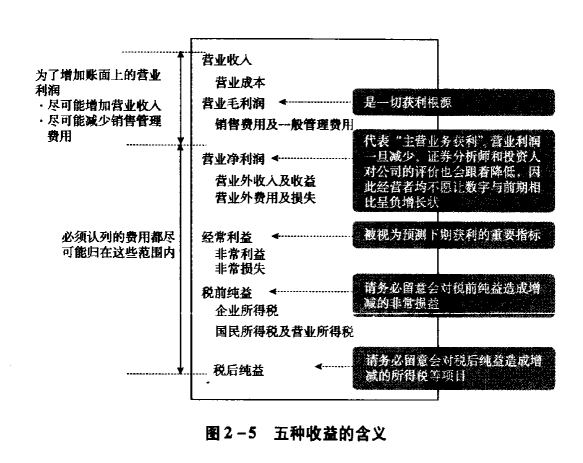 为了增加账面上的营业
利润
·尽可能增加营业收入
·尽可能减少销售管理
费用
必须认列的费用都尽
可能归在这些范围内
营业收入
营业成本
营业毛利润
销售费用及一般管理费用
营业净利润
营业外收入及收益
营业外费用及损失
经常利益
非常利益
非常损失
税前纯益
企业所得税
国民所得税及营业所得税
税后纯益
是一切获利根源
代表“主营业务获利”,营业利润
一旦减少，证券分析师和投资人
对公司的评价也会跟着降低，因
此经营者均不愿让数字与前期相
比呈负增长状
被视为预测下期获利的重要指标
请务必留意会对税前纯益造成增
减的非常损益
请务必留意会对税后纯益造成增
减的所得税等项目
图2-5 五种收益的含义